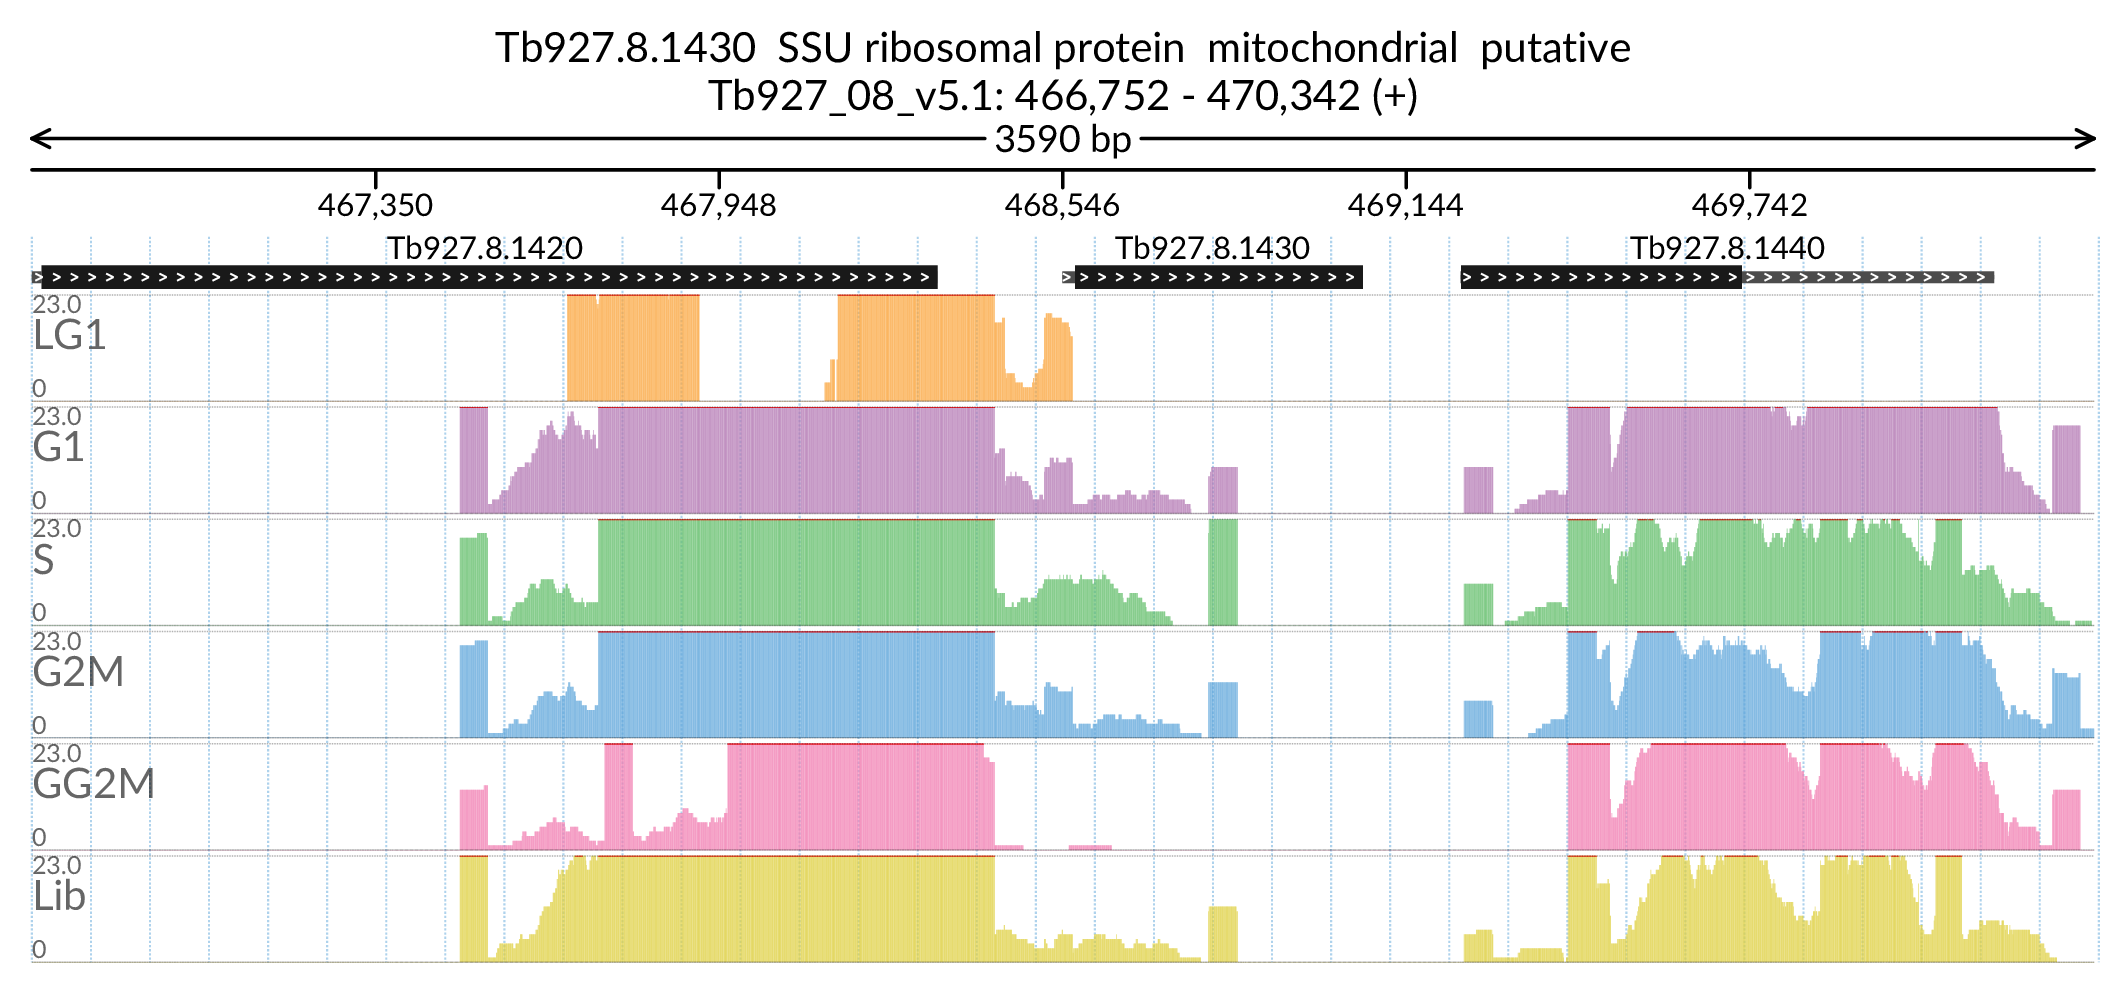 Tb927.8.1430 SSU ribosomal protein mitochondrial putative
Tb927_08_v5.1: 466,752 - 470,342 (+)
3590 bp
467,350 467,948 468,546 469,144 469,742
Tb927.8.1420 Tb927.8.1430 Tb927.8.1440
23.0
LG1
0
23.0
G1
0
23.0
S
0
23.0
G2M
0
23.0
GG2M
0
23.0
Lib
0